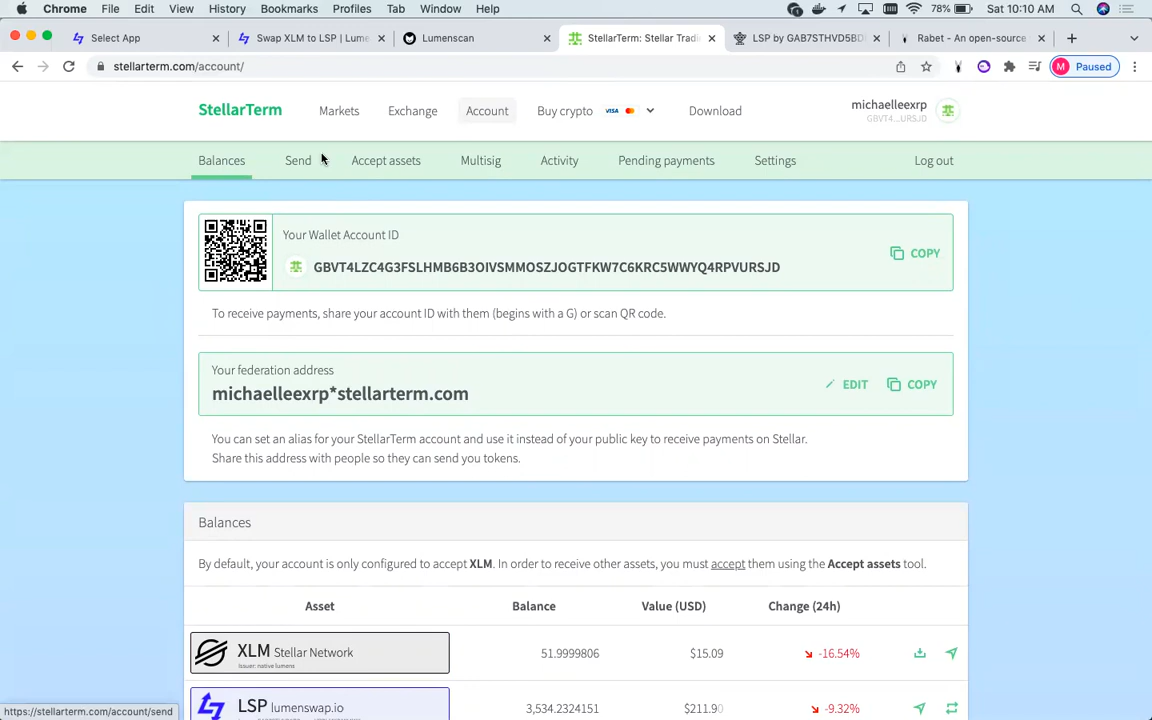 Chrome File Edit View History Bookmarks Profiles Tab Window Help 78% Sat 10:10 AM
Select App Swap XLM to LSP | Lume Lumenscan StellarTerm: Stellar Trad LSP by GAB7STHVD5BD Rabet - An open-source
stellarterm.com/account/ M Paused
StellarTerm Markets Exchange Account Buy crypto VISA Download michaelleexrp
GBVT4...URSJD
Balances Send Accept assets Multisig Activity Pending payments Settings Log out
Your Wallet Account ID
GBVT4LZC4G3FSLHMB6B3OIVSMMOSZJOGTFKW7C6KRC5WWYQ4RPVURSJD COPY
To receive payments, share your account ID with them (begins with a G) or scan QR code.
Your federation address
michaelleexrp*stellarterm.com EDIT COPY
You can set an alias for your StellarTerm account and use it instead of your public key to receive payments on Stellar.
Share this address with people so they can send you tokens.
Balances
By default, your account is only configured to accept XLM. In order to receive other assets, you must accept them using the Accept assets tool.
Asset Balance Value (USD) Change (24h)
XLM Stellar Network 51.9999806 $15.09 -16.54%
Issuer: native lumens
LSP lumenswap.io 3,534.2324151 $211.90 -9.32%
https://stellarterm.com/account/send